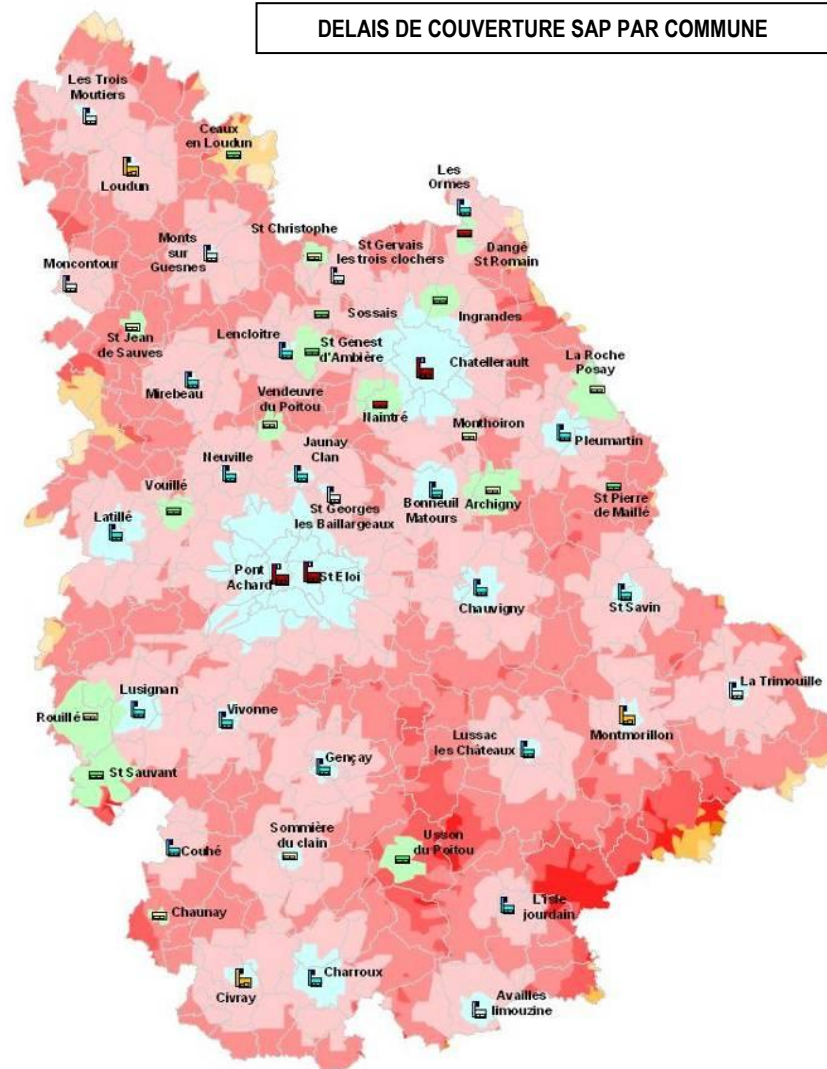 DELAIS DE COUVERTURE SAP PAR COMMUNE
Les Trois
Moutiers
Ceaux
en Loudun
Loudun
Les
Ormes
St Christophe
Monts
sur
Guesnes
St Gervais
les trois clochers
Dangé
St Romain
Moncontour
Sossais
Ingrandes
St Jean
de Sauves
Lencloitre
St Genest
d'Ambière
Chatellerault
La Roche
Posay
Mirebeau
Vendeuvre
du Poitou
Naintré
Monthoiron
Pleumartin
Neuville
Jaunay
Clan
Vouillé
St Georges
les Baillargeaux
Bonneuil
Matours
Archigny
St Pierre
de Maillé
Latillé
Pont
Achard
St Eloi
Chauvigny
St Savin
La Trimouille
Lusignan
Rouillé
Vivonne
Montmorillon
Lussac
les Châteaux
Gençay
St Sauvant
Sommière
du clain
Usson
du Poitou
Couhé
L'isle
jourdain
Chaunay
Civray
Charroux
Availles
limouzine